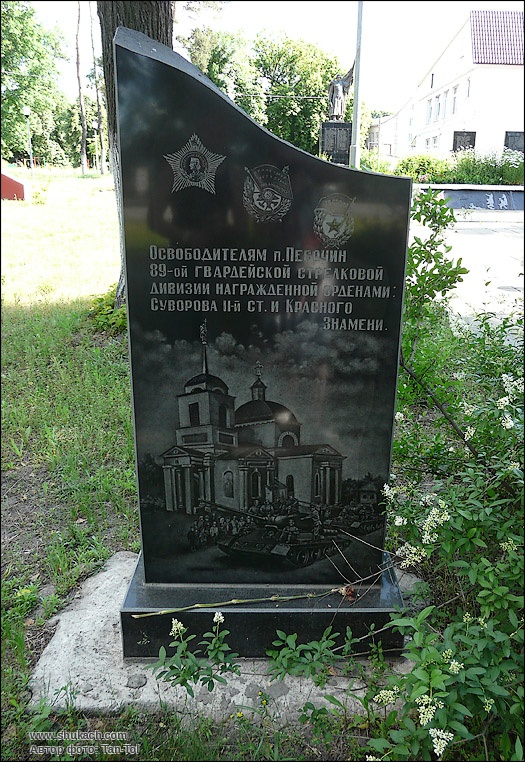 Освободителям п.Песочин
89-ой гвардейской стрелковой
дивизии награжденной орденами:
Суворова II-й ст. и Красного
Знамени.
www.shukach.com
Автор фото: Tan-Tol